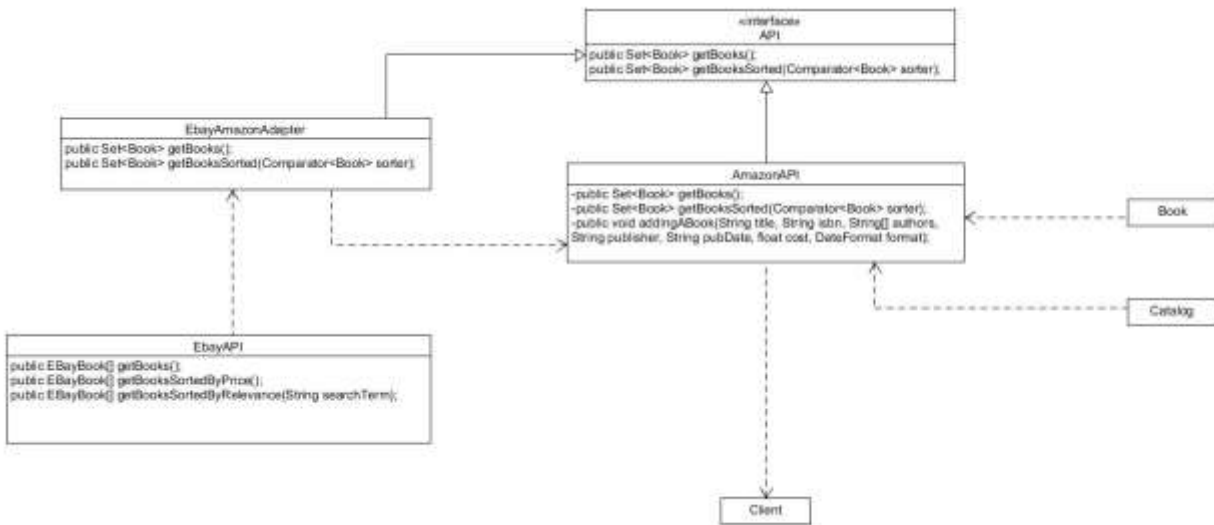 «interface»
API
public Set<Book> getBooks();
public Set<Book> getBooksSorted(Comparator<Book> sorter);
EbayAmazonAdapter
public Set<Book> getBooks();
public Set<Book> getBooksSorted(Comparator<Book> sorter);
AmazonAPI
-public Set<Book> getBooks();
-public Set<Book> getBooksSorted(Comparator<Book> sorter);
-public void addingABook(String title, String isbn, String[] authors,
String publisher, String pubDate, float cost, DateFormat format);
Book
Catalog
EbayAPI
public EBayBook[] getBooks();
public EBayBook[] getBooksSortedByPrice();
public EBayBook[] getBooksSortedByRelevance(String searchTerm);
Client